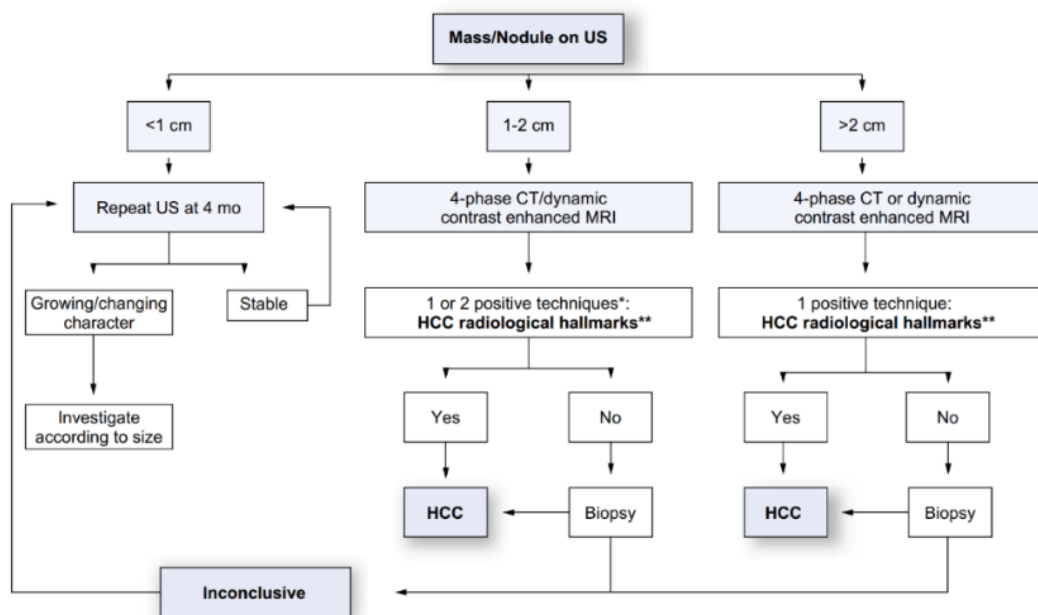 Mass/Nodule on US
<1 cm
1-2 cm
>2 cm
Repeat US at 4 mo
4-phase CT/dynamic
contrast enhanced MRI
4-phase CT or dynamic
contrast enhanced MRI
Growing/changing
character
Stable
1 or 2 positive techniques*:
HCC radiological hallmarks**
1 positive technique:
HCC radiological hallmarks**
Investigate
according to size
Yes
No
Yes
No
HCC
Biopsy
HCC
Biopsy
Inconclusive